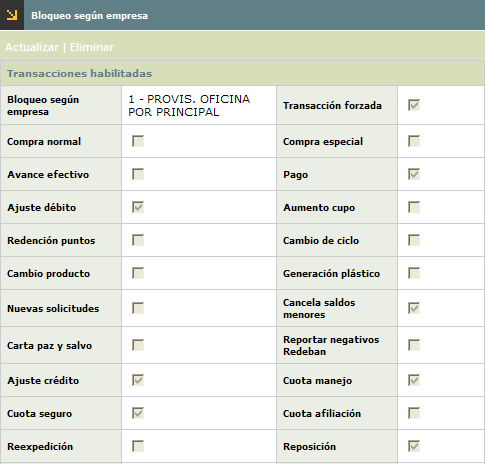 Bloqueo según empresa
Actualizar | Eliminar
Transacciones habilitadas
Bloqueo según
empresa
1 - PROVIS. OFICINA
POR PRINCIPAL
Transacción forzada
Compra normal
Compra especial
Avance efectivo
Pago
Ajuste débito
Aumento cupo
Redención puntos
Cambio de ciclo
Cambio producto
Generación plástico
Nuevas solicitudes
Cancela saldos
menores
Carta paz y salvo
Reportar negativos
Redeban
Ajuste crédito
Cuota manejo
Cuota seguro
Cuota afiliación
Reexpedición
Reposición